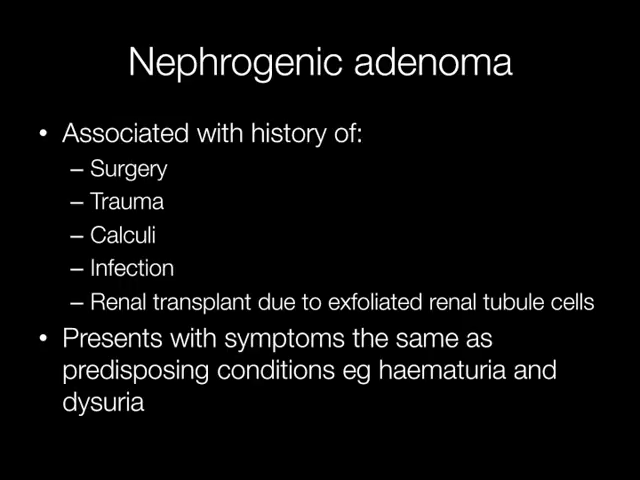 Nephrogenic adenoma
• Associated with history of:
– Surgery
– Trauma
– Calculi
– Infection
– Renal transplant due to exfoliated renal tubule cells
• Presents with symptoms the same as
predisposing conditions eg haematuria and
dysuria